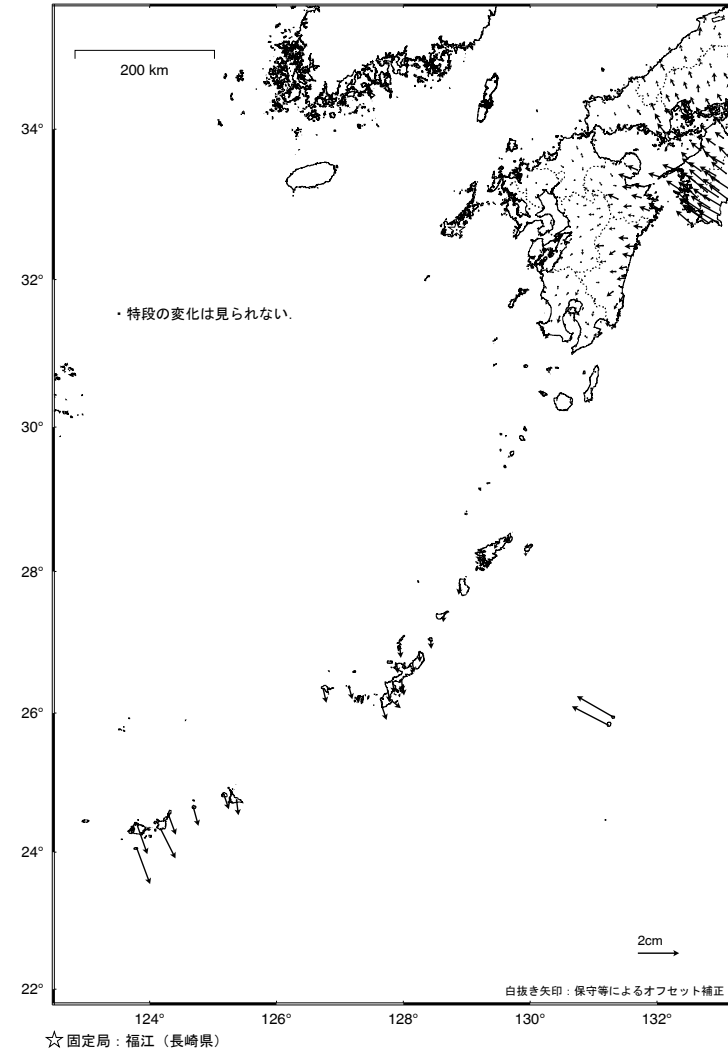 200 km
34°
32°
・特段の変化は見られない.
30°
28°
26°
24°
2cm
22°
白抜き矢印：保守等によるオフセット補正
124° 126° 128° 130° 132°
☆ 固定局：福江（長崎県）